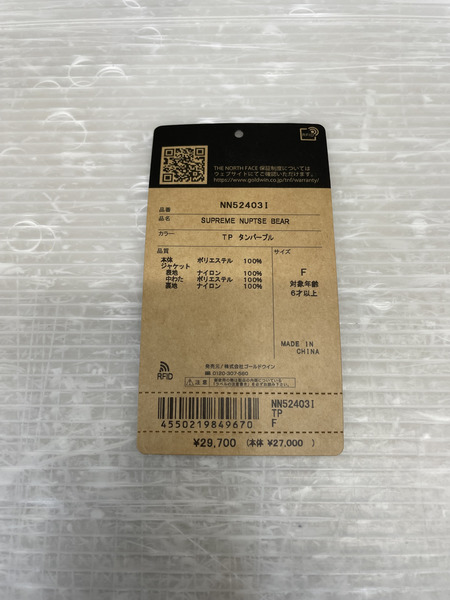 RFID
THE NORTH FACE 保証制度については
ウェブサイトにてご確認いただけます。
https://www.goldwin.co.jp/tnf/warranty/
品番 NN52403I
品名 SUPREME NUPTSE BEAR
カラー TP タンパープル
品質 サイズ
本体 ポリエステル 100%
ジャケット
表地 ナイロン 100%
中わた ポリエステル 100%
裏地 ナイロン 100%
F
対象年齢
6才以上
MADE IN
CHINA
RFID
発売元/株式会社ゴールドウイン
☎ 0120-307-560
⚠ 注意
NN52403I
TP
F
4550219849670
¥29,700 (本体 ¥27,000)